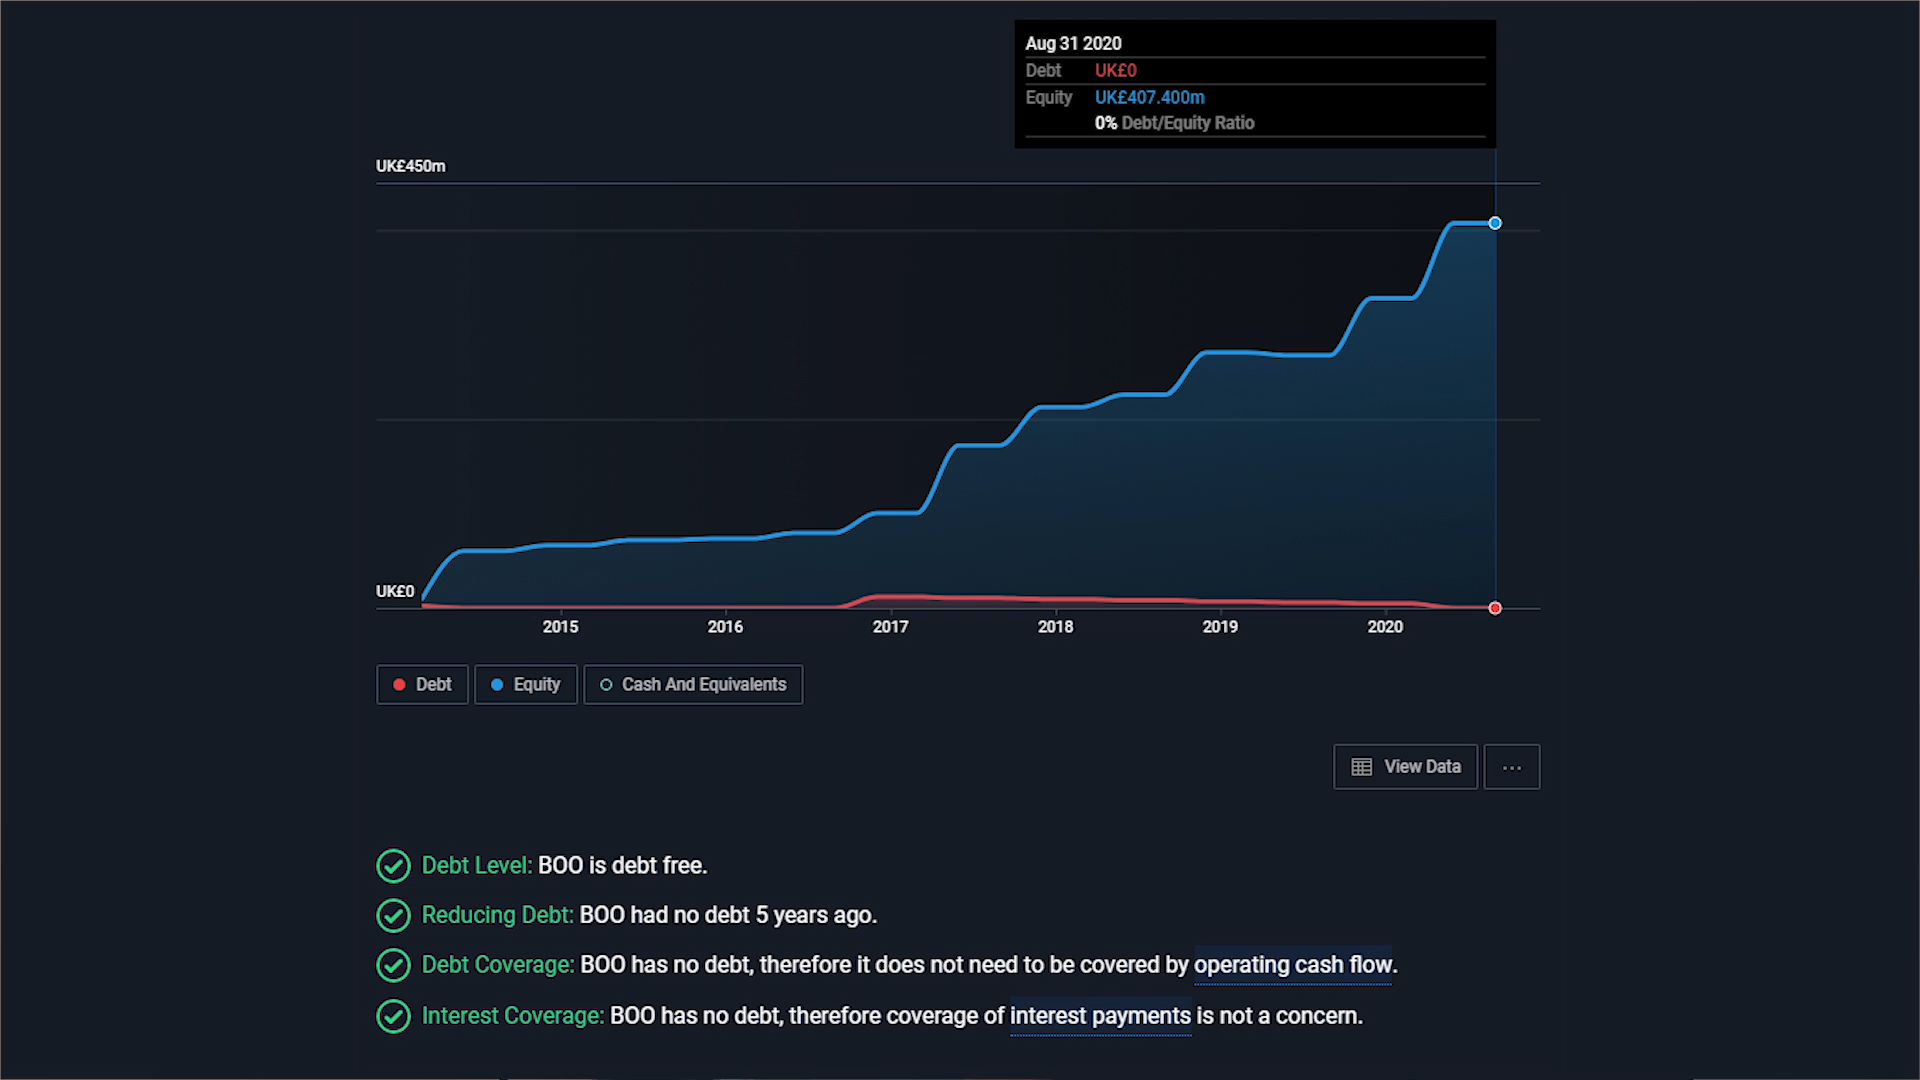 Aug 31 2020
Debt UK£0
Equity UK£407.400m
0% Debt/Equity Ratio
UK£450m
UK£0
2015 2016 2017 2018 2019 2020
Debt Equity Cash And Equivalents
View Data ...
Debt Level: BOO is debt free.
Reducing Debt: BOO had no debt 5 years ago.
Debt Coverage: BOO has no debt, therefore it does not need to be covered by operating cash flow.
Interest Coverage: BOO has no debt, therefore coverage of interest payments is not a concern.